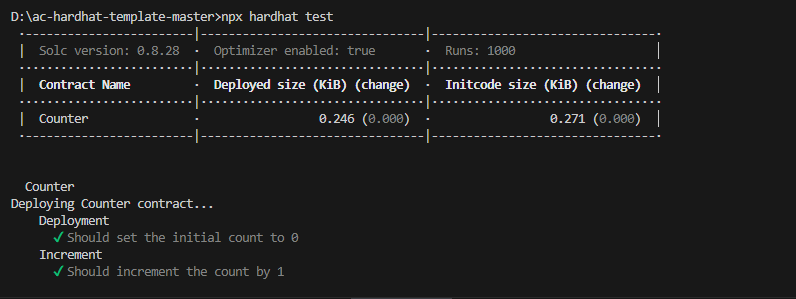 D:\ac-hardhat-template-master>npx hardhat test
·------------------------|--------------------------------|--------------------------------·
|  Solc version: 0.8.28  ·  Optimizer enabled: true       ·  Runs: 1000                    │
·························|································|·································
|  Contract Name         ·  Deployed size (KiB) (change)  ·  Initcode size (KiB) (change)  │
·························|································|·································
|  Counter               ·                 0.246 (0.000)  ·                 0.271 (0.000)  │
·------------------------|--------------------------------|--------------------------------·
Counter
Deploying Counter contract...
Deployment
✓ Should set the initial count to 0
Increment
✓ Should increment the count by 1